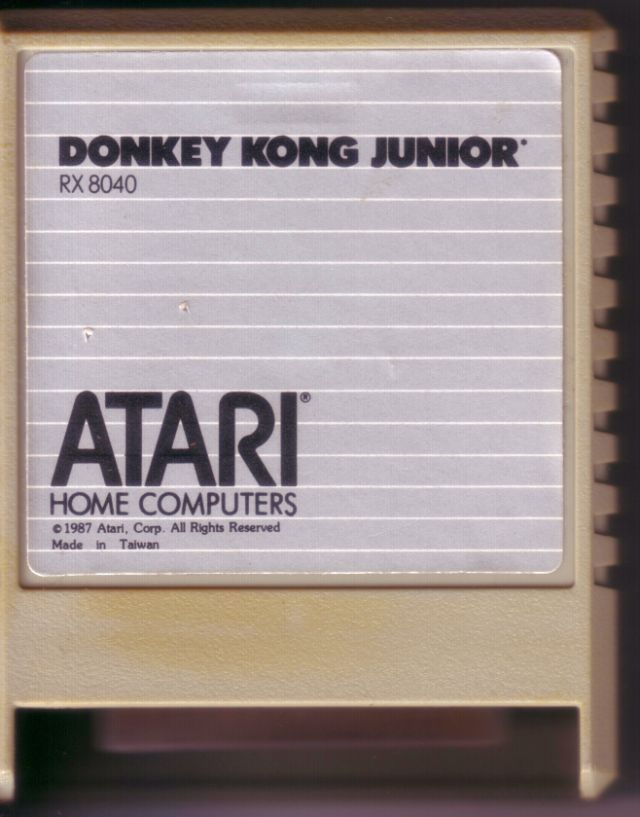 DONKEY KONG JUNIOR•
RX 8040
ATARI®
HOME COMPUTERS
©1987 Atari, Corp. All Rights Reserved
Made in Taiwan